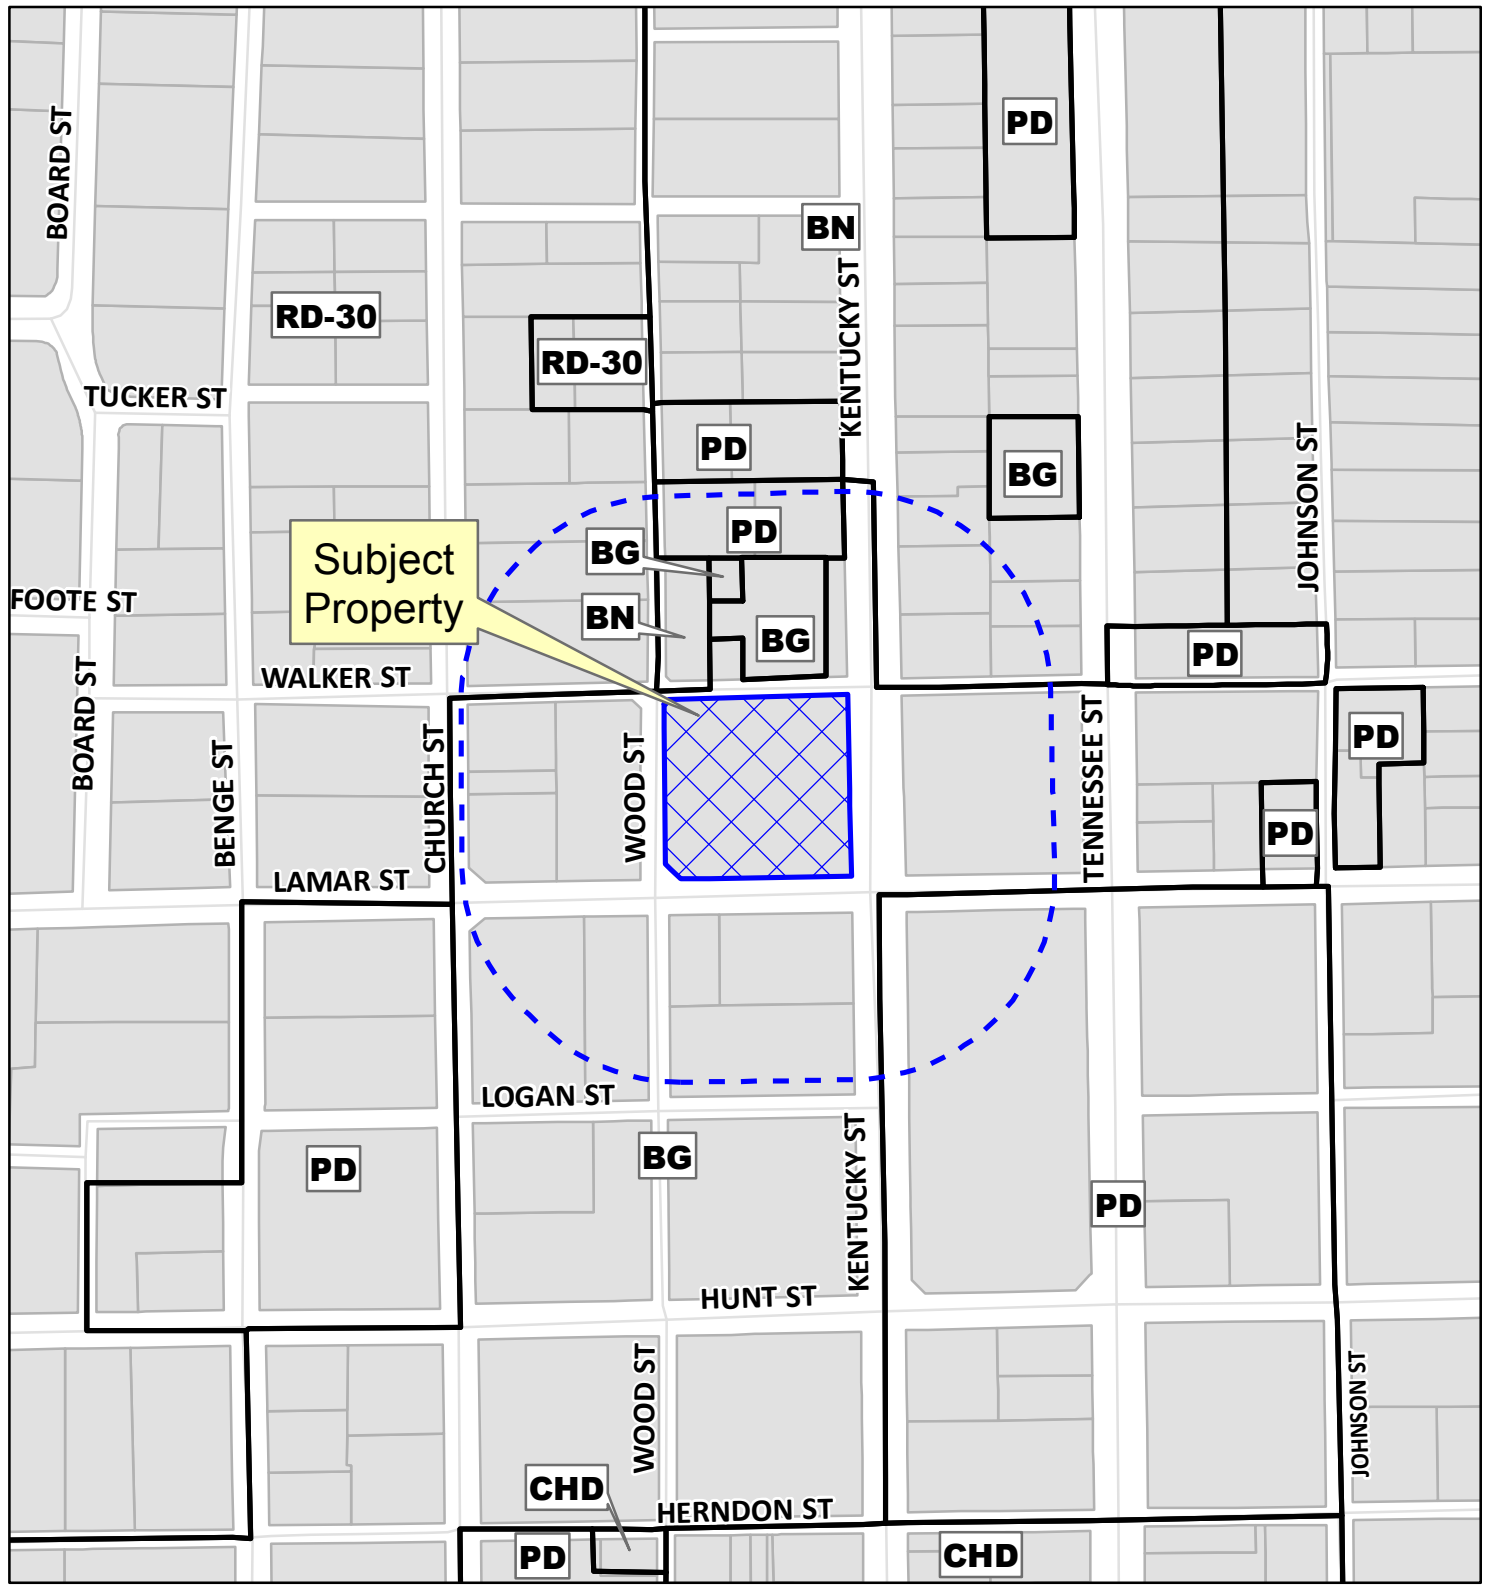 PD
BOARD ST
BN
RD-30
KENTUCKY ST
RD-30
TUCKER ST
PD
BG
JOHNSON ST
PD
BG
Subject
Property
FOOTE ST
BN
BG
PD
WALKER ST
BOARD ST
BENGE ST
CHURCH ST
WOOD ST
TENNESSEE ST
PD
PD
LAMAR ST
LOGAN ST
BG
KENTUCKY ST
PD
PD
HUNT ST
WOOD ST
JOHNSON ST
CHD
HERNDON ST
PD
CHD